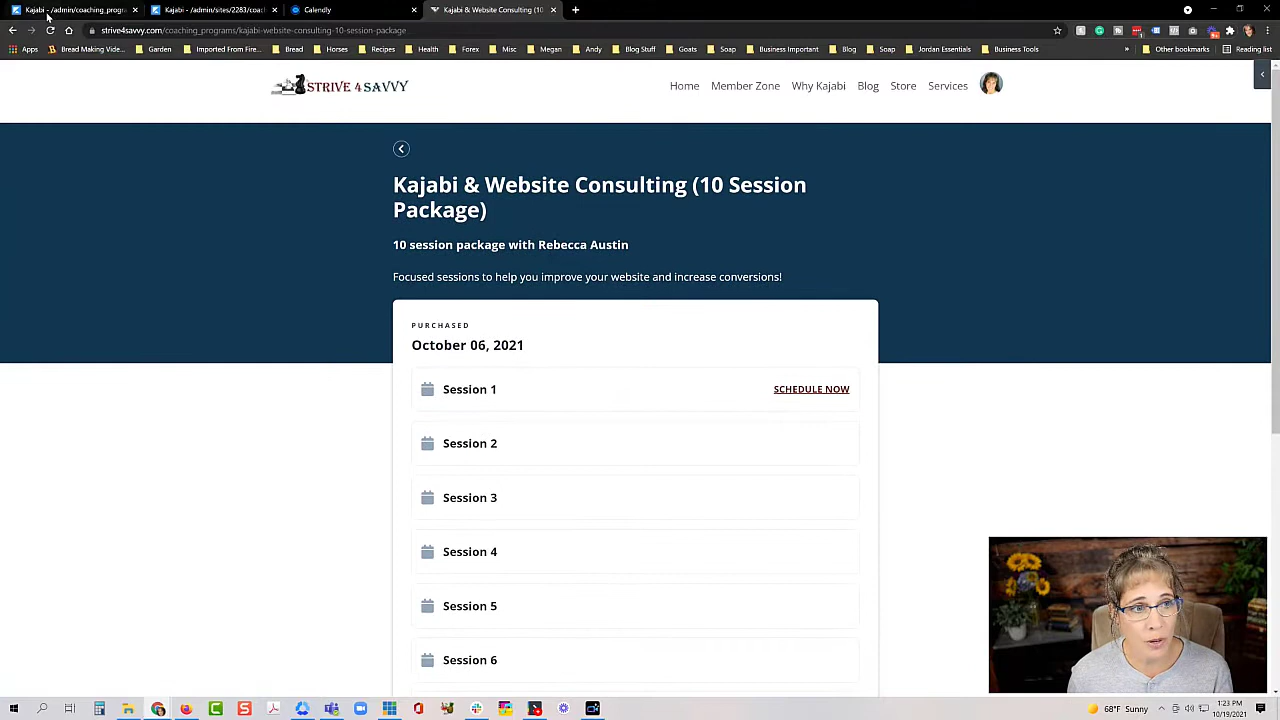 Kajabi - /admin/coaching_progra
Kajabi - /admin/sites/2283/coacl
Calendly
Kajabi & Website Consulting (10
strive4savvy.com/coaching_programs/kajabi-website-consulting-10-session-package
Apps
Bread Making Vide...
Garden
Imported From Fire...
Bread
Horses
Recipes
Health
Forex
Misc
Megan
Andy
Blog Stuff
Goats
Soap
Business Important
Blog
Soap
Jordan Essentials
Business Tools
Other bookmarks
Reading list
STRIVE 4 SAVVY
Home
Member Zone
Why Kajabi
Blog
Store
Services
Kajabi & Website Consulting (10 Session
Package)
10 session package with Rebecca Austin
Focused sessions to help you improve your website and increase conversions!
PURCHASED
October 06, 2021
Session 1
SCHEDULE NOW
Session 2
Session 3
Session 4
Session 5
Session 6
68°F Sunny
1:23 PM
10/19/2021